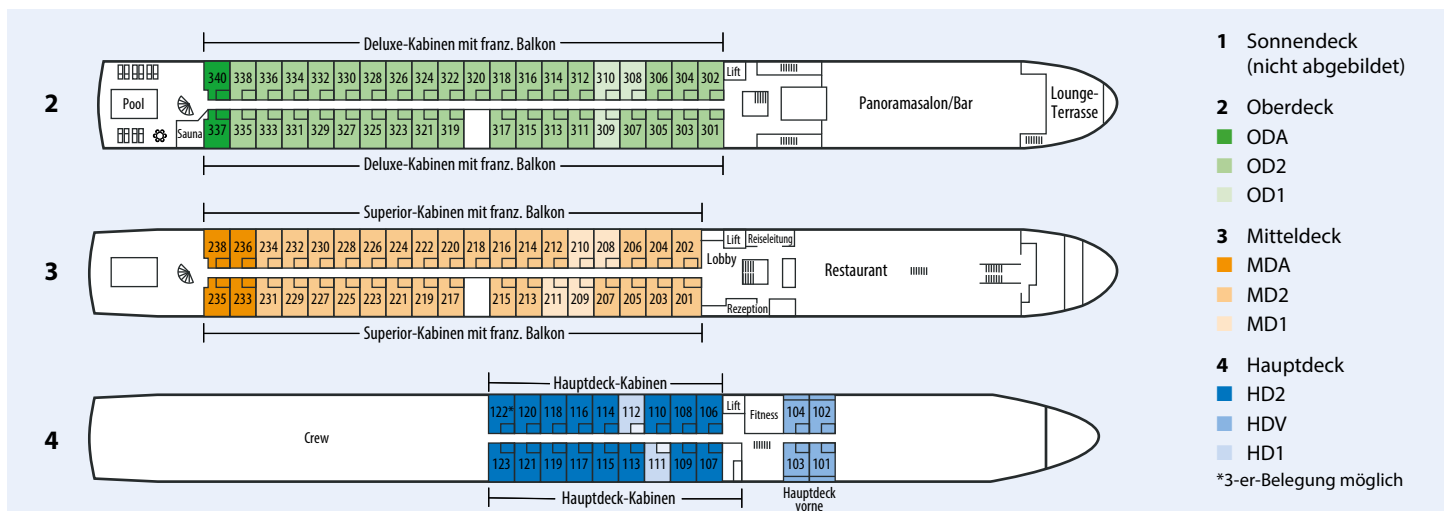 Deluxe-Kabinen mit franz. Balkon
2
340 338 336 334 332 330 328 326 324 322 320 318 316 314 312 310 308 306 304 302
Lift
Pool
Panoramasalon/Bar
Lounge-
Terrasse
Sauna
337 335 333 331 329 327 325 323 321 319 317 315 313 311 309 307 305 303 301
Deluxe-Kabinen mit franz. Balkon
Superior-Kabinen mit franz. Balkon
3
238 236 234 232 230 228 226 224 222 220 218 216 214 212 210 208 206 204 202
Lift
Reiseleitung
Lobby
Restaurant
235 233 231 229 227 225 223 221 219 217 215 213 211 209 207 205 203 201
Rezeption
Superior-Kabinen mit franz. Balkon
Hauptdeck-Kabinen
4
122* 120 118 116 114 112 110 108 106
Lift
Fitness
104 102
Crew
123 121 119 117 115 113 111 109 107
103 101
Hauptdeck-Kabinen
Hauptdeck
vorne
1 Sonnendeck
(nicht abgebildet)
2 Oberdeck
ODA
OD2
OD1
3 Mitteldeck
MDA
MD2
MD1
4 Hauptdeck
HD2
HDV
HD1
*3-er-Belegung möglich